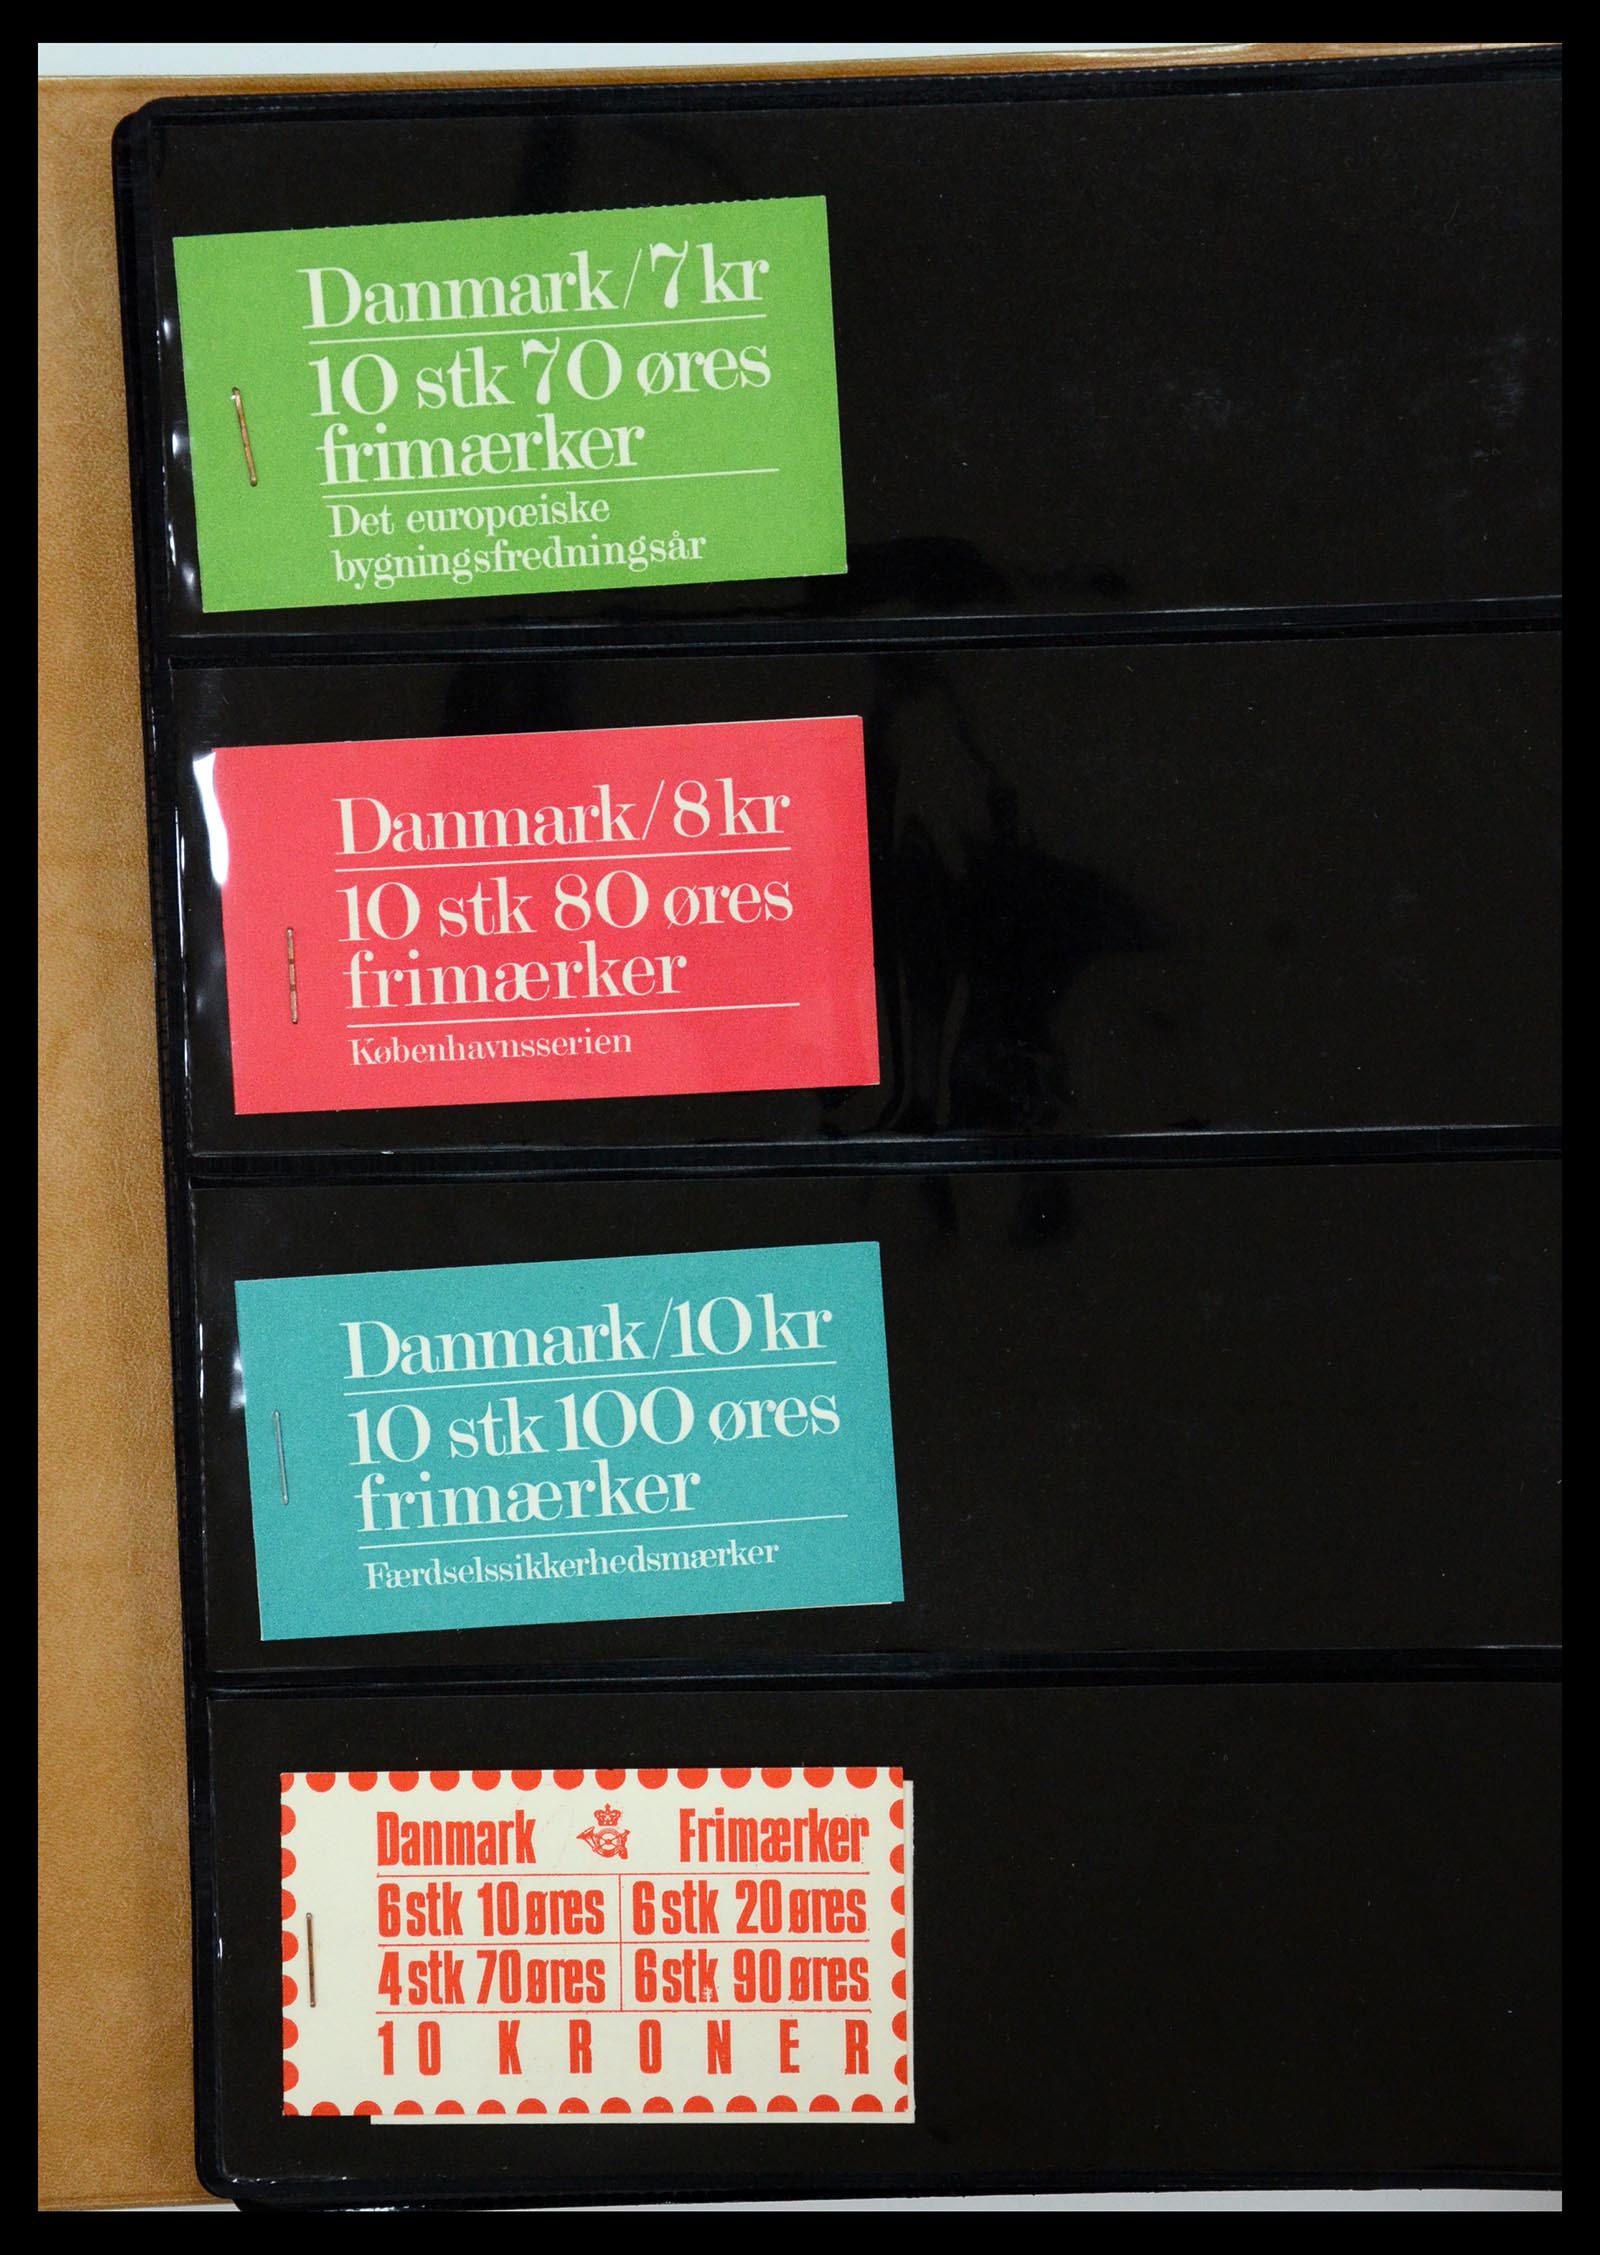 Danmark/7 kr
10 stk 70 øres
frimærker
Det europœiske
bygningsfredningsår
Danmark/8 kr
10 stk 80 øres
frimærker
Københavnsserien
Danmark/10 kr
10 stk 100 øres
frimærker
Færdselssikkerhedsmærker
Danmark Frimærker
6 stk 10 øres 6 stk 20 øres
4 stk 70 øres 6 stk 90 øres
10 KRONER